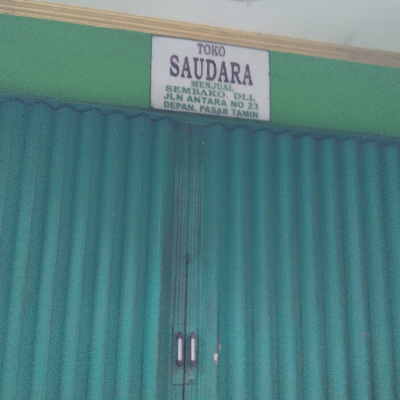 TOKO
SAUDARA
MENJUAL
SEMBAKO. DLL
JLN ANTARA NO 23
DEPAN. PASAR TAMIN